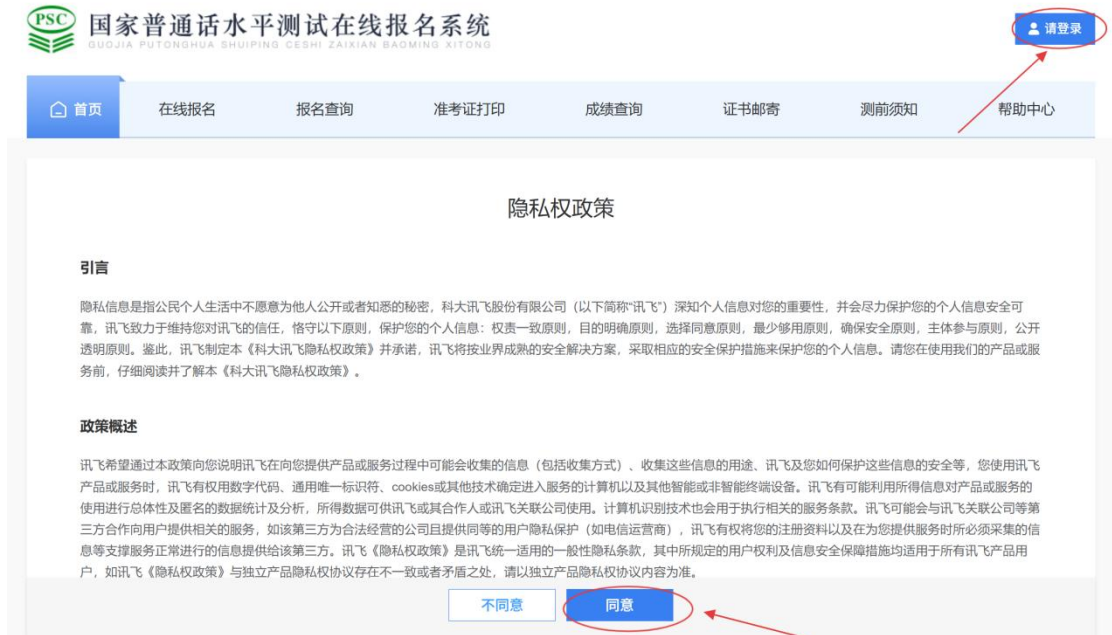 PSC
国家普通话水平测试在线报名系统
GUOJIA PUTONGHUA SHUIPING CESHI ZAIXIAN BAOMING XITONG
请登录
首页 在线报名 报名查询 准考证打印 成绩查询 证书邮寄 测前须知 帮助中心
隐私权政策
引言
隐私信息是指公民个人生活中不愿意为他人公开或者知悉的秘密，科大讯飞股份有限公司（以下简称“讯飞”）深知个人信息对您的重要性，并会尽力保护您的个人信息安全可
靠，讯飞致力于维持您对讯飞的信任，恪守以下原则，保护您的个人信息：权责一致原则，目的明确原则，选择同意原则，最少够用原则，确保安全原则，主体参与原则，公开
透明原则。鉴此，讯飞制定本《科大讯飞隐私权政策》并承诺，讯飞将按业界成熟的安全解决方案，采取相应的安全保护措施来保护您的个人信息。请您在使用我们的产品或服
务前，仔细阅读并了解本《科大讯飞隐私权政策》。
政策概述
讯飞希望通过本政策向您说明讯飞在向您提供产品或服务过程中可能会收集的信息（包括收集方式）、收集这些信息的用途、讯飞及您如何保护这些信息的安全等，您使用讯飞
产品或服务时，讯飞有权用数字代码、通用唯一标识符、cookies或其他技术确定进入服务的计算机以及其他智能或非智能终端设备。讯飞有可能利用所得信息对产品或服务的
使用进行总体性及匿名的数据统计及分析，所得数据可供讯飞或其合作人或讯飞关联公司使用。计算机识别技术也会用于执行相关的服务条款。讯飞可能会与讯飞关联公司等第
三方合作向用户提供相关的服务，如该第三方为合法经营的公司且提供同等的用户隐私保护（如电信运营商），讯飞有权将您的注册资料以及在为您提供服务时所必须采集的信
息等支撑服务正常进行的信息提供给该第三方。讯飞《隐私权政策》是讯飞统一适用的一般性隐私条款，其中所规定的用户权利及信息安全保障措施均适用于所有讯飞产品用
户，如讯飞《隐私权政策》与独立产品隐私权协议存在不一致或者矛盾之处，请以独立产品隐私权协议内容为准。
不同意 同意